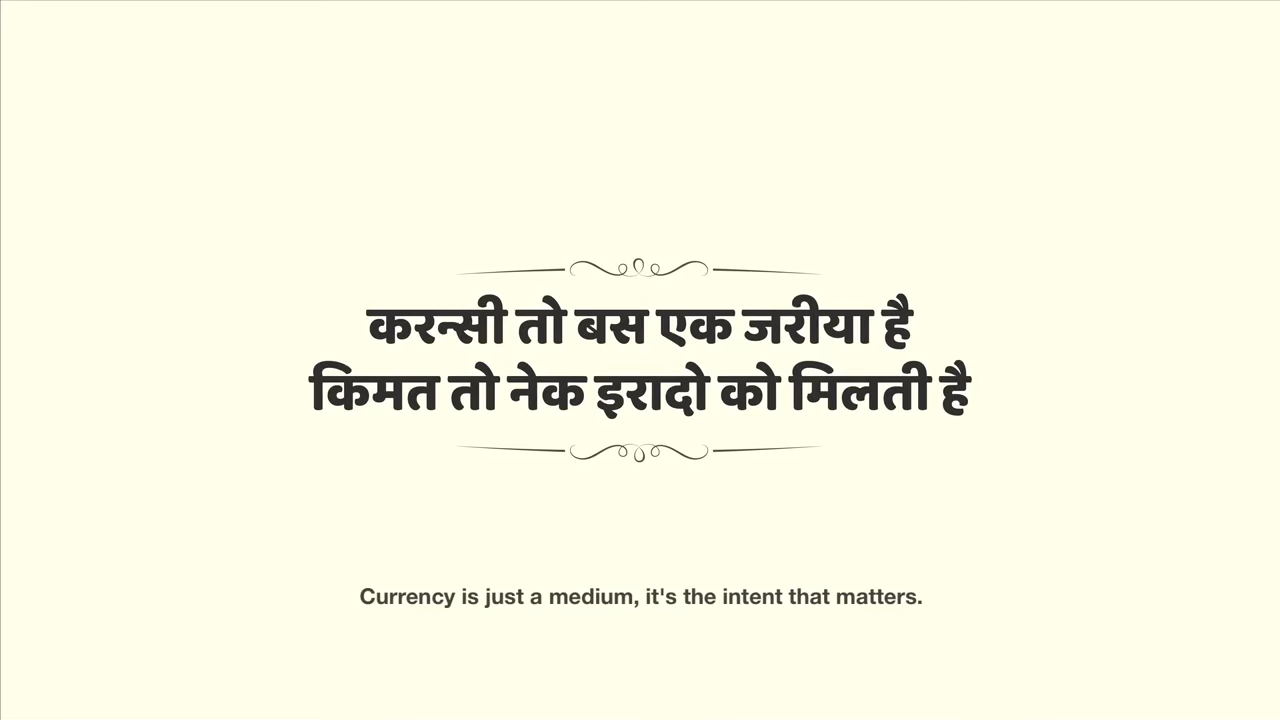 करन्सी तो बस एक जरीया है
किमत तो नेक इरादो को मिलती है
Currency is just a medium, it's the intent that matters.